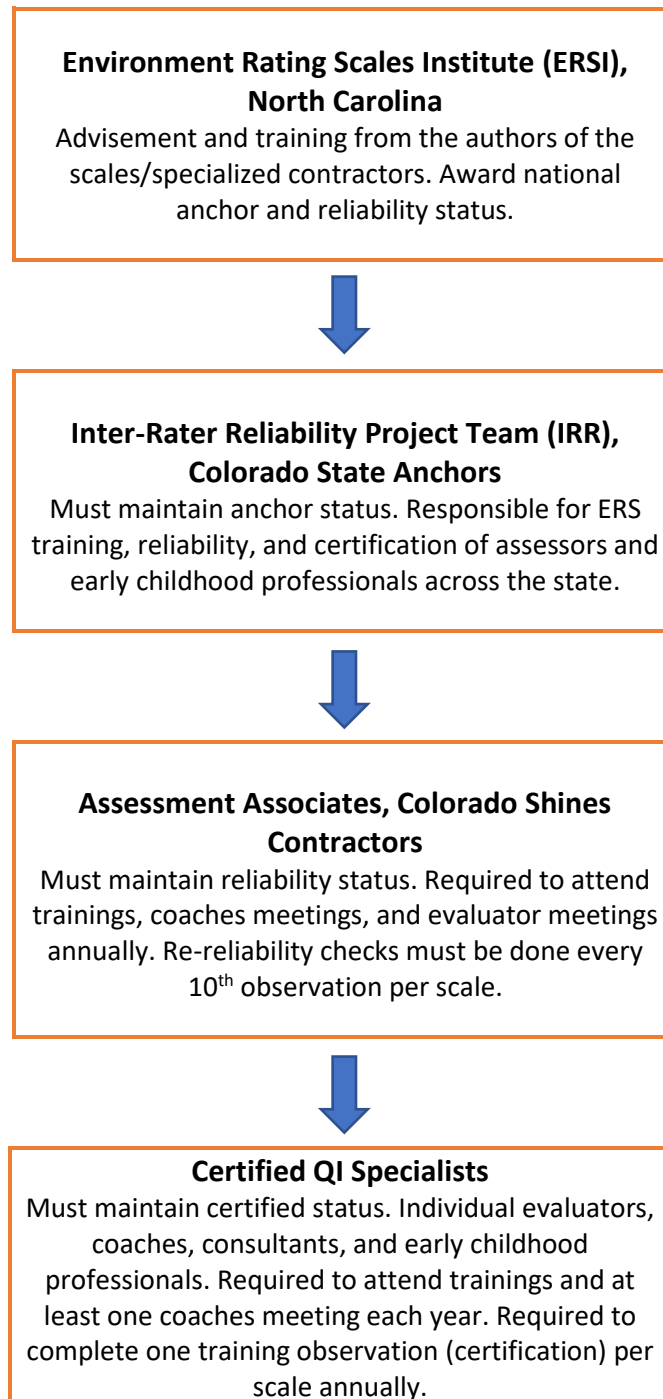 Environment Rating Scales Institute (ERSI),
North Carolina
Advisement and training from the authors of the
scales/specialized contractors. Award national
anchor and reliability status.
Inter-Rater Reliability Project Team (IRR),
Colorado State Anchors
Must maintain anchor status. Responsible for ERS
training, reliability, and certification of assessors and
early childhood professionals across the state.
Assessment Associates, Colorado Shines
Contractors
Must maintain reliability status. Required to attend
trainings, coaches meetings, and evaluator meetings
annually. Re-reliability checks must be done every
10th observation per scale.
Certified QI Specialists
Must maintain certified status. Individual evaluators,
coaches, consultants, and early childhood
professionals. Required to attend trainings and at
least one coaches meeting each year. Required to
complete one training observation (certification) per
scale annually.